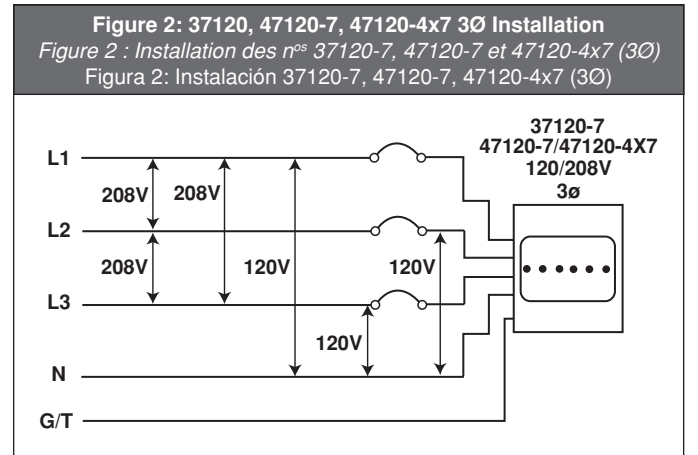 Figure 2: 37120, 47120-7, 47120-4x7 3Ø Installation
Figure 2 : Installation des nos 37120-7, 47120-7 et 47120-4x7 (3Ø)
Figura 2: Instalación 37120-7, 47120-7, 47120-4x7 (3Ø)
37120-7
47120-7/47120-4X7
120/208V
3ø
L1
208V 208V
L2
208V 120V 120V
L3
120V
N
G/T